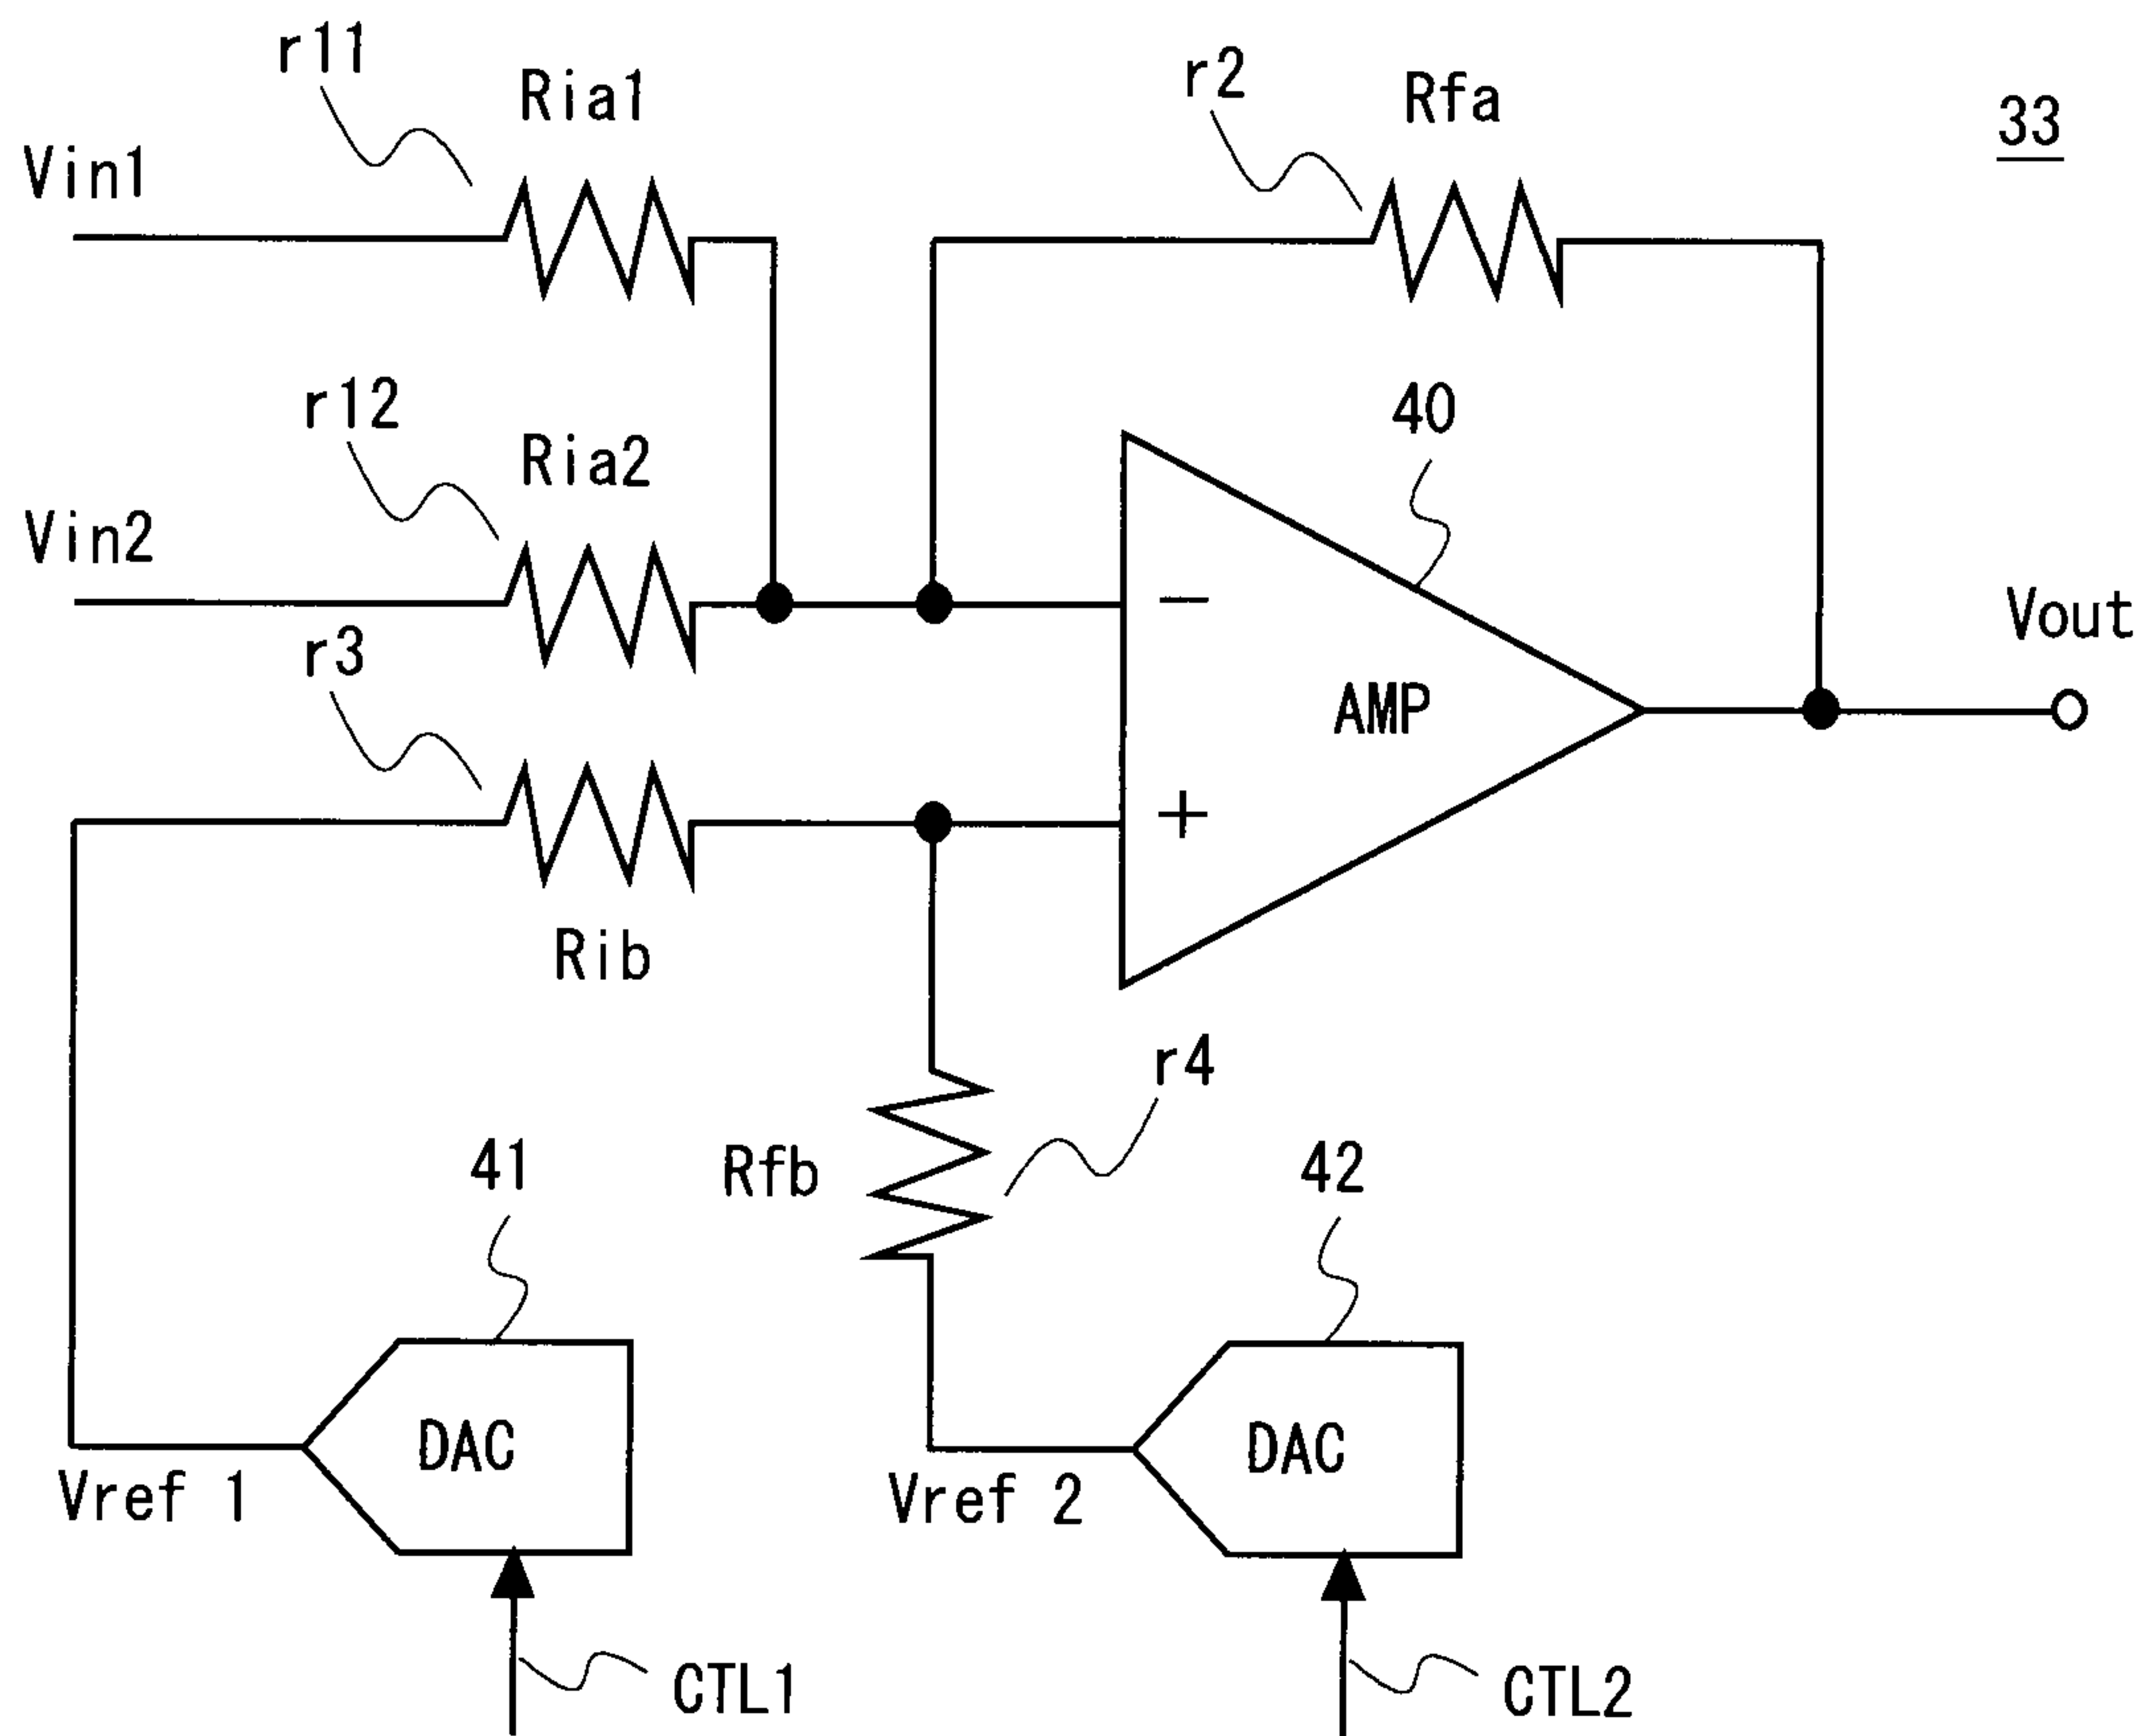 r11
Ria1
r2
Rfa
33
Vin1
r12
Ria2
40
Vin2
r3
−
Vout
AMP
+
Rib
r4
41
Rfb
42
DAC
DAC
Vref 1
Vref 2
CTL1
CTL2